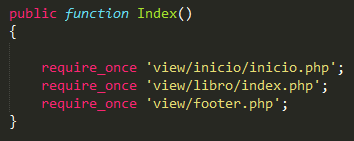 public function Index()
{
require_once 'view/inicio/inicio.php';
require_once 'view/libro/index.php';
require_once 'view/footer.php';
}